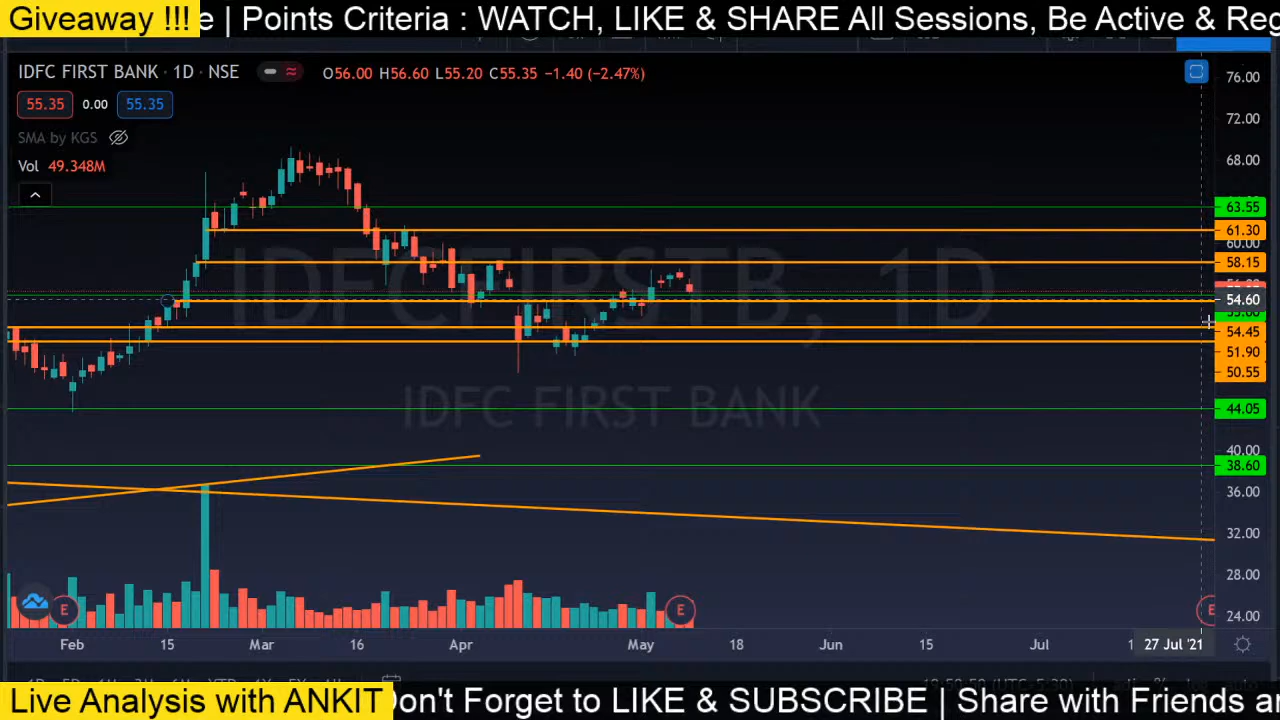 Giveaway !!! e | Points Criteria : WATCH, LIKE & SHARE All Sessions, Be Active & Reg
IDFC FIRST BANK · 1D · NSE O56.00 H56.60 L55.20 C55.35 −1.40 (−2.47%)
55.35 0.00 55.35
SMA by KGS
Vol 49.348M
IDFCFIRSTB, 1D
IDFC FIRST BANK
76.00
72.00
68.00
63.55
61.30
60.00
58.15
54.60
54.45
51.90
50.55
44.05
40.00
38.60
36.00
32.00
28.00
24.00
E E E
Feb 15 Mar 16 Apr May 18 Jun 15 Jul 1 27 Jul '21
Live Analysis with ANKIT Don't Forget to LIKE & SUBSCRIBE | Share with Friends a